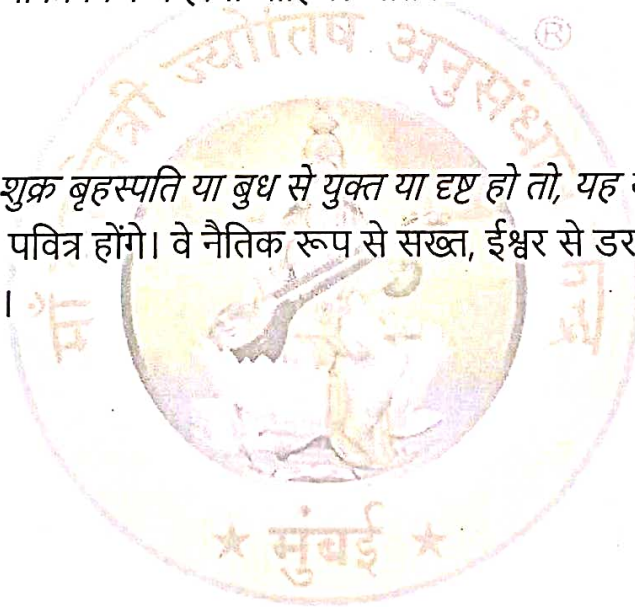 ज्योतिष अनुसंधा
®
शुक्र बृहस्पति या बुध से युक्त या दृष्ट हो तो, यह
पवित्र होंगे। वे नैतिक रूप से सख्त, ईश्वर से डर
।
माँ
★ मुंबई ★